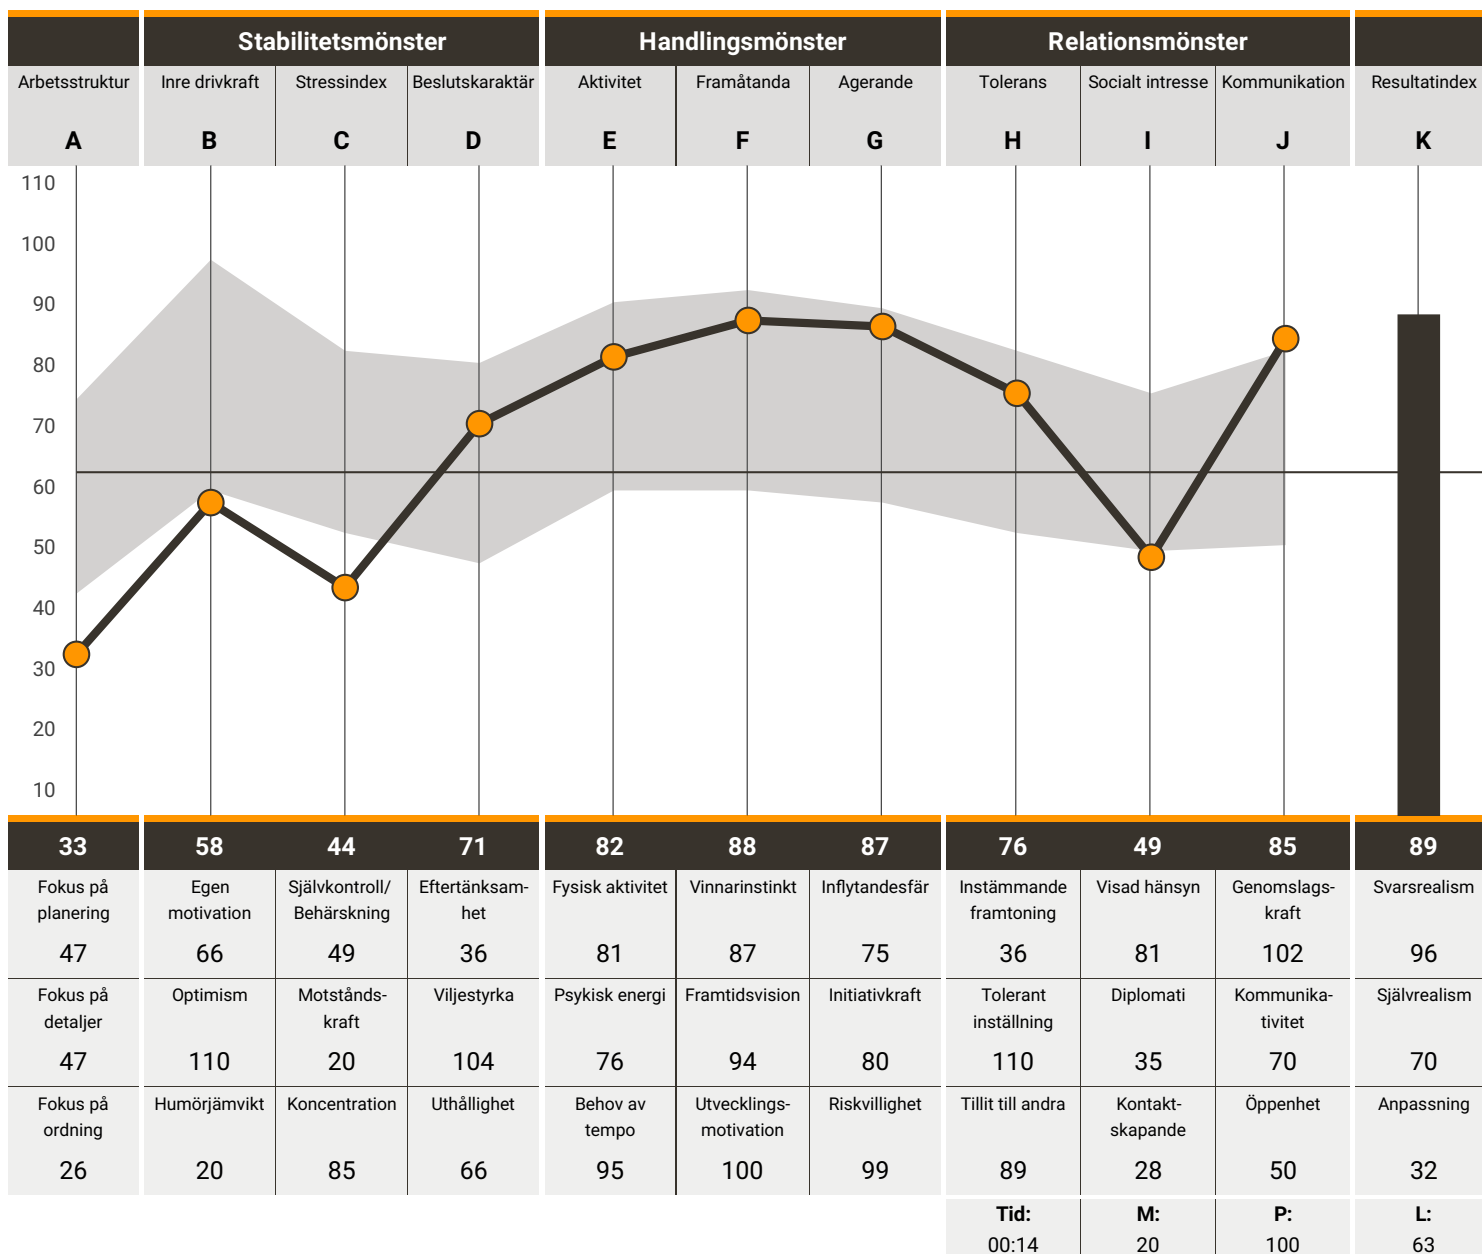 Stabilitetsmönster Handlingsmönster Relationsmönster
Arbetsstruktur Inre drivkraft Stressindex Beslutskaraktär Aktivitet Framåtanda Agerande Tolerans Socialt intresse Kommunikation Resultatindex
A B C D E F G H I J K
110
100
90
80
70
60
50
40
30
20
10
33 58 44 71 82 88 87 76 49 85 89
Fokus på Egen Självkontroll/ Eftertänksam- Fysisk aktivitet Vinnarinstinkt Inflytandesfär Instämmande Visad hänsyn Genomslags- Svarsrealism
planering motivation Behärskning het framtoning kraft
47 66 49 36 81 87 75 36 81 102 96
Fokus på Optimism Motstånds- Viljestyrka Psykisk energi Framtidsvision Initiativkraft Tolerant Diplomati Kommunika- Självrealism
detaljer kraft inställning tivitet
47 110 20 104 76 94 80 110 35 70 70
Fokus på Humörjämvikt Koncentration Uthållighet Behov av Utvecklings- Riskvillighet Tillit till andra Kontakt- Öppenhet Anpassning
ordning tempo motivation skapande
26 20 85 66 95 100 99 89 28 50 32
Tid: M: P: L:
00:14 20 100 63